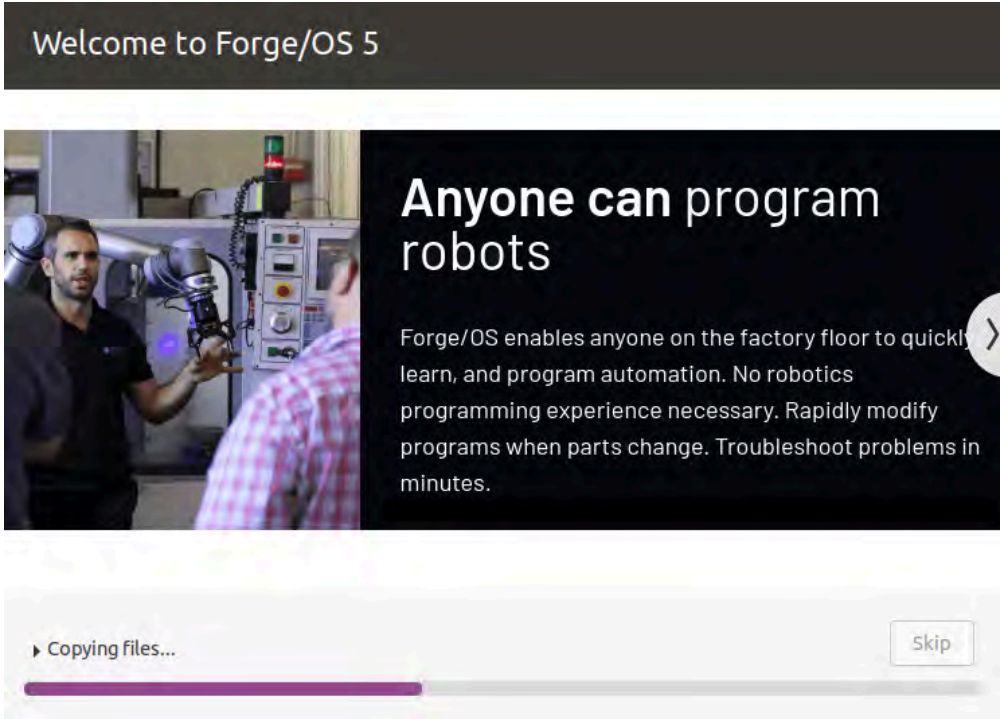 Welcome to Forge/OS 5
Anyone can program
robots
Forge/OS enables anyone on the factory floor to quickly
learn, and program automation. No robotics
programming experience necessary. Rapidly modify
programs when parts change. Troubleshoot problems in
minutes.
Copying files...
Skip